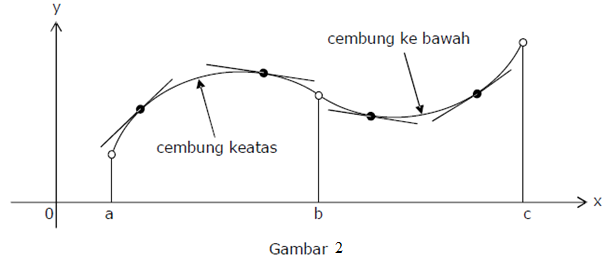 y
cembung ke bawah
cembung keatas
0 a b c x
Gambar 2